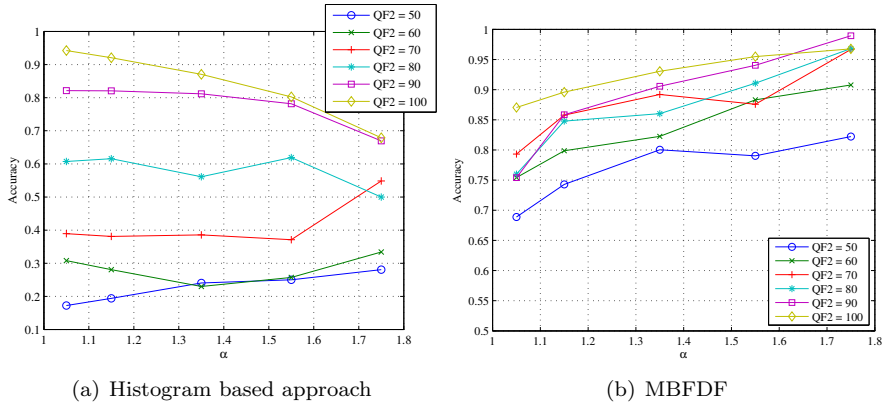 QF2 = 50
QF2 = 60
QF2 = 70
QF2 = 80
QF2 = 90
QF2 = 100
1
0.9
0.8
0.7
0.6
0.5
0.4
0.3
0.2
0.1
Accuracy
1 1.1 1.2 1.3 1.4 1.5 1.6 1.7 1.8
α
(a) Histogram based approach
1
0.95
0.9
0.85
0.8
0.75
0.7
0.65
0.6
0.55
0.5
Accuracy
QF2 = 50
QF2 = 60
QF2 = 70
QF2 = 80
QF2 = 90
QF2 = 100
1 1.1 1.2 1.3 1.4 1.5 1.6 1.7 1.8
α
(b) MBFDF